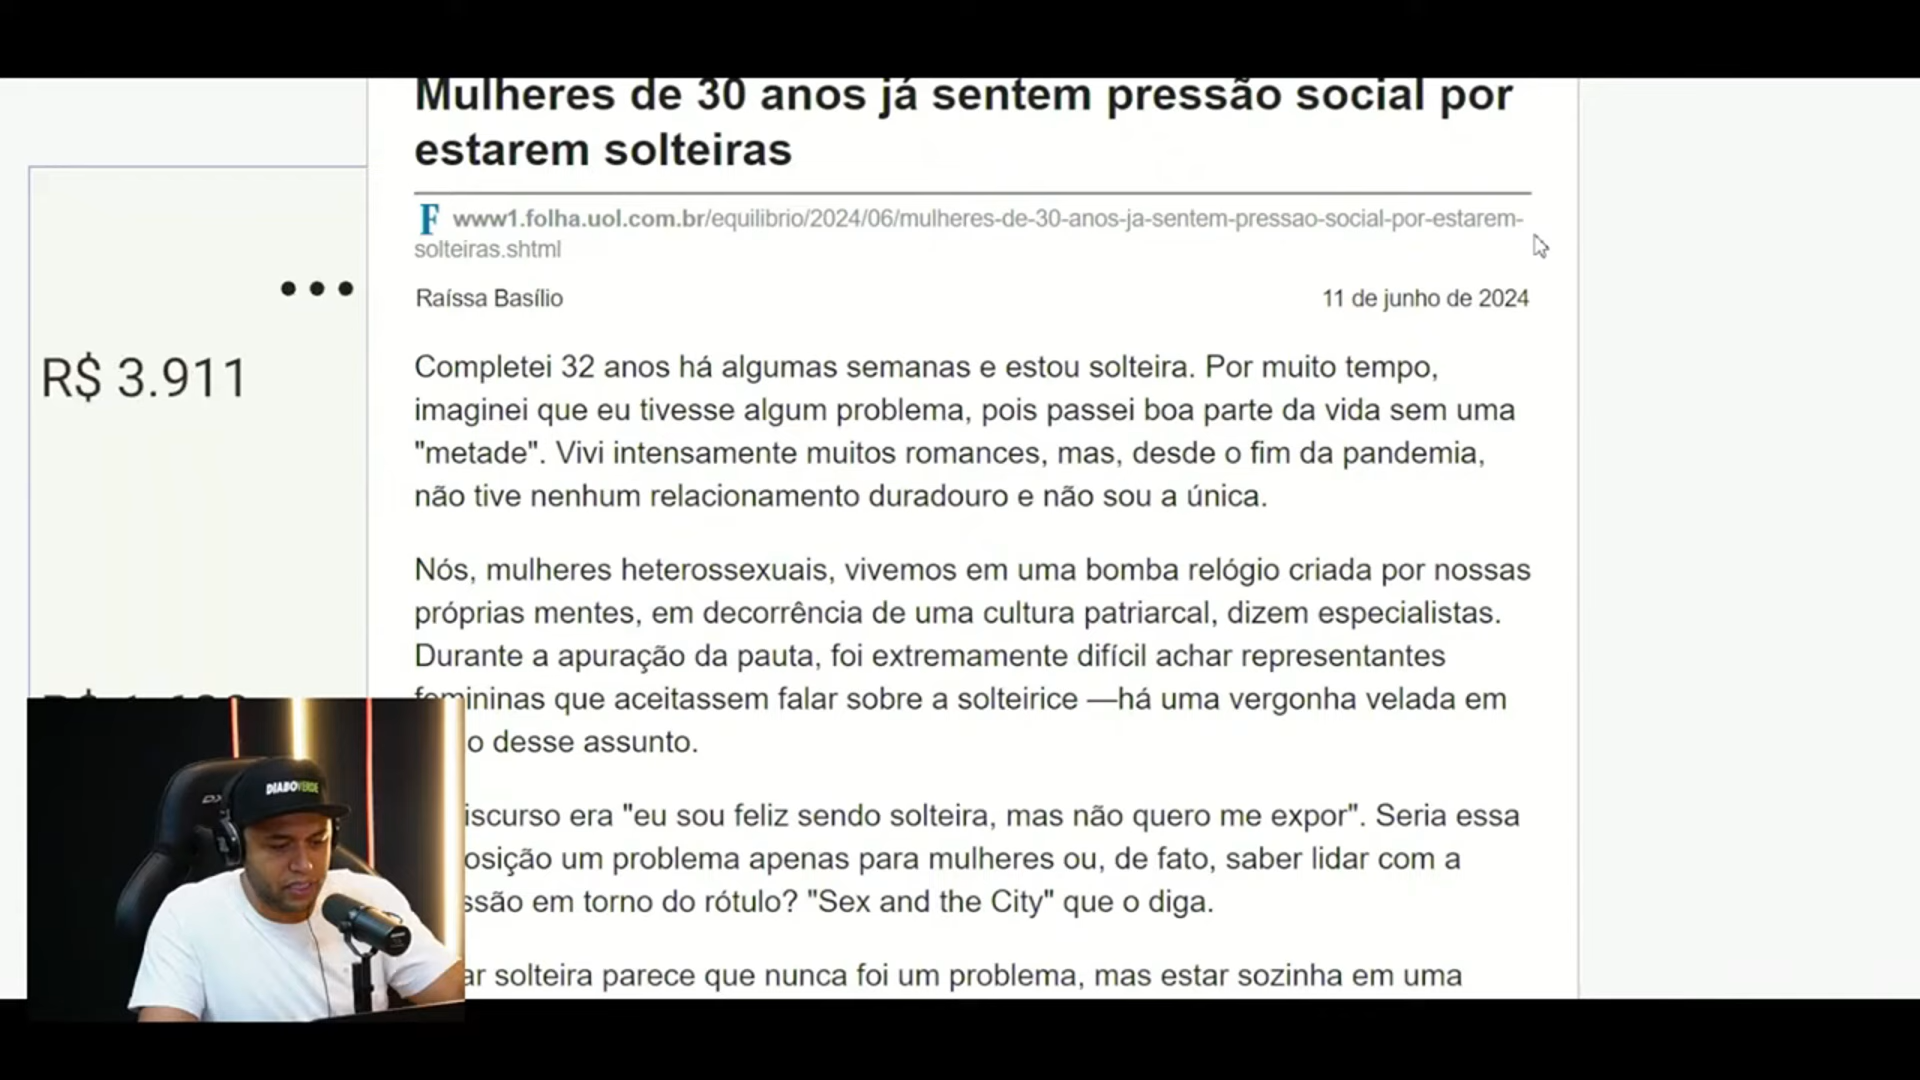 Mulheres de 30 anos já sentem pressão social por
estarem solteiras
F www1.folha.uol.com.br/equilibrio/2024/06/mulheres-de-30-anos-ja-sentem-pressao-social-por-estarem-
solteiras.shtml
Raíssa Basílio
11 de junho de 2024
Completei 32 anos há algumas semanas e estou solteira. Por muito tempo,
imaginei que eu tivesse algum problema, pois passei boa parte da vida sem uma
"metade". Vivi intensamente muitos romances, mas, desde o fim da pandemia,
não tive nenhum relacionamento duradouro e não sou a única.
Nós, mulheres heterossexuais, vivemos em uma bomba relógio criada por nossas
próprias mentes, em decorrência de uma cultura patriarcal, dizem especialistas.
Durante a apuração da pauta, foi extremamente difícil achar representantes
femininas que aceitassem falar sobre a solteirice —há uma vergonha velada em
o desse assunto.
iscurso era "eu sou feliz sendo solteira, mas não quero me expor". Seria essa
osição um problema apenas para mulheres ou, de fato, saber lidar com a
ssão em torno do rótulo? "Sex and the City" que o diga.
ar solteira parece que nunca foi um problema, mas estar sozinha em uma
R$ 3.911
DIABOVERDE